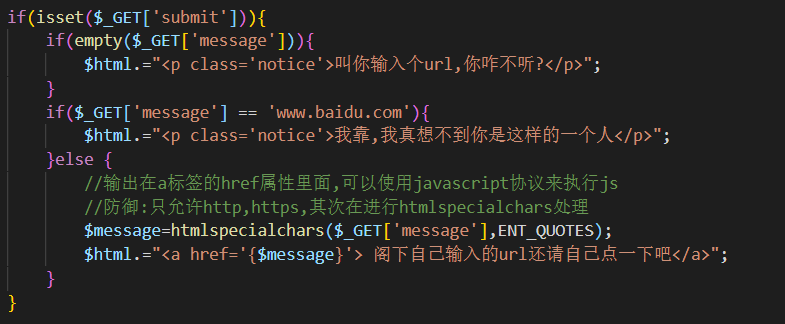 if(isset($_GET['submit'])){
    if(empty($_GET['message'])){
        $html.="<p class='notice'>叫你输入个url,你咋不听?</p>";
    }
    if($_GET['message'] == 'www.baidu.com'){
        $html.="<p class='notice'>我靠,我真想不到你是这样的一个人</p>";
    }else {
        //输出在a标签的href属性里面,可以使用javascript协议来执行js
        //防御:只允许http,https,其次在进行htmlspecialchars处理
        $message=htmlspecialchars($_GET['message'],ENT_QUOTES);
        $html.="<a href='{$message}'> 阁下自己输入的url还请自己点一下吧</a>";
    }
}